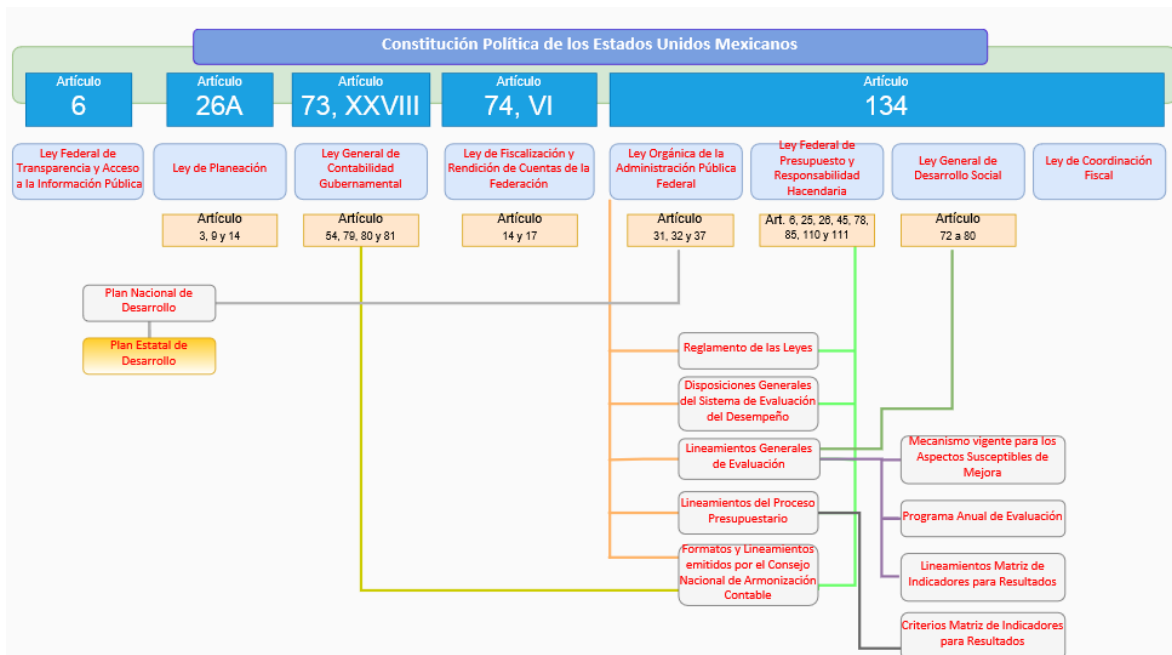 Constitución Política de los Estados Unidos Mexicanos
Artículo
6
Artículo
26A
Artículo
73, XXVIII
Artículo
74, VI
Artículo
134
Ley Federal de
Transparencia y Acceso
a la Información Pública
Ley de Planeación
Ley General de
Contabilidad
Gubernamental
Ley de Fiscalización y
Rendición de Cuentas de la
Federación
Ley Orgánica de la
Administración Pública
Federal
Ley Federal de
Presupuesto y
Responsabilidad
Hacendaria
Ley General de
Desarrollo Social
Ley de Coordinación
Fiscal
Artículo
3, 9 y 14
Artículo
54, 79, 80 y 81
Artículo
14 y 17
Artículo
31, 32 y 37
Art. 6, 25, 26, 45, 78,
85, 110 y 111
Artículo
72 a 80
Plan Nacional de
Desarrollo
Plan Estatal de
Desarrollo
Reglamento de las Leyes
Disposiciones Generales
del Sistema de Evaluación
del Desempeño
Lineamientos Generales
de Evaluación
Lineamientos del Proceso
Presupuestario
Formatos y Lineamientos
emitidos por el Consejo
Nacional de Armonización
Contable
Mecanismo vigente para los
Aspectos Susceptibles de
Mejora
Programa Anual de Evaluación
Lineamientos Matriz de
Indicadores para Resultados
Criterios Matriz de Indicadores
para Resultados